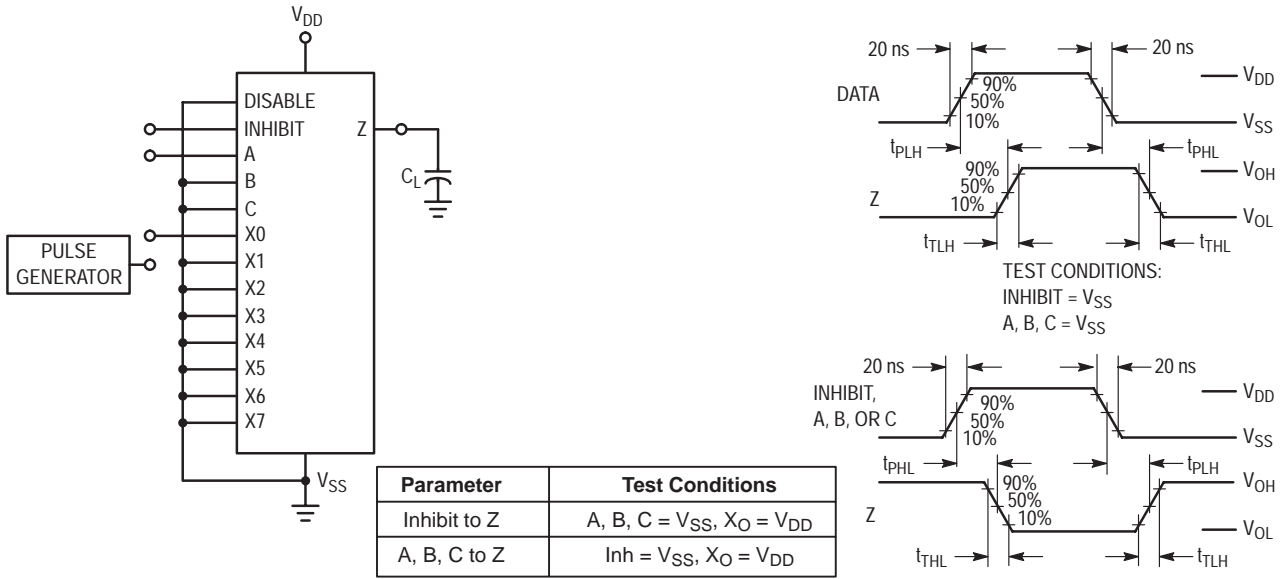 VDD
DISABLE
INHIBIT
A
B
C
X0
X1
X2
X3
X4
X5
X6
X7
Z
CL
PULSE
GENERATOR
VSS
Parameter Test Conditions
Inhibit to Z A, B, C = VSS, XO = VDD
A, B, C to Z Inh = VSS, XO = VDD
20 ns 20 ns
DATA
90%
50%
10%
VDD
VSS
tPLH tPHL
Z
90%
50%
10%
VOH
VOL
tTLH tTHL
TEST CONDITIONS:
INHIBIT = VSS
A, B, C = VSS
20 ns 20 ns
INHIBIT,
A, B, OR C
90%
50%
10%
VDD
VSS
tPHL tPLH
Z
90%
50%
10%
VOH
VOL
tTHL tTLH